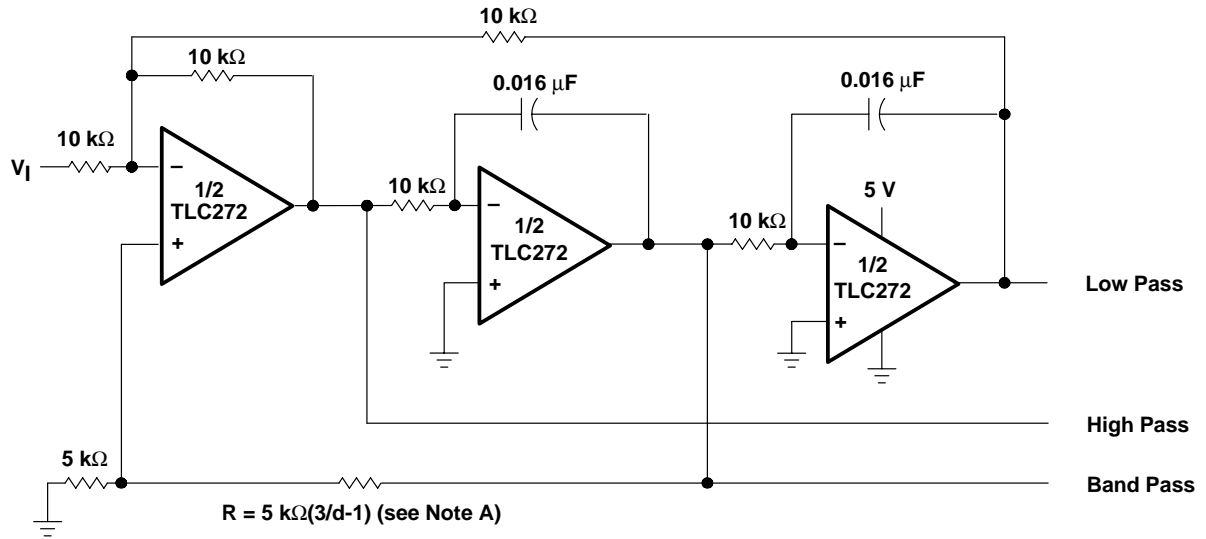 10 kΩ
10 kΩ
0.016 μF
0.016 μF
10 kΩ
VI
−
+
1/2
TLC272
10 kΩ
−
+
1/2
TLC272
10 kΩ
5 V
−
+
1/2
TLC272
Low Pass
High Pass
5 kΩ
Band Pass
R = 5 kΩ(3/d-1) (see Note A)